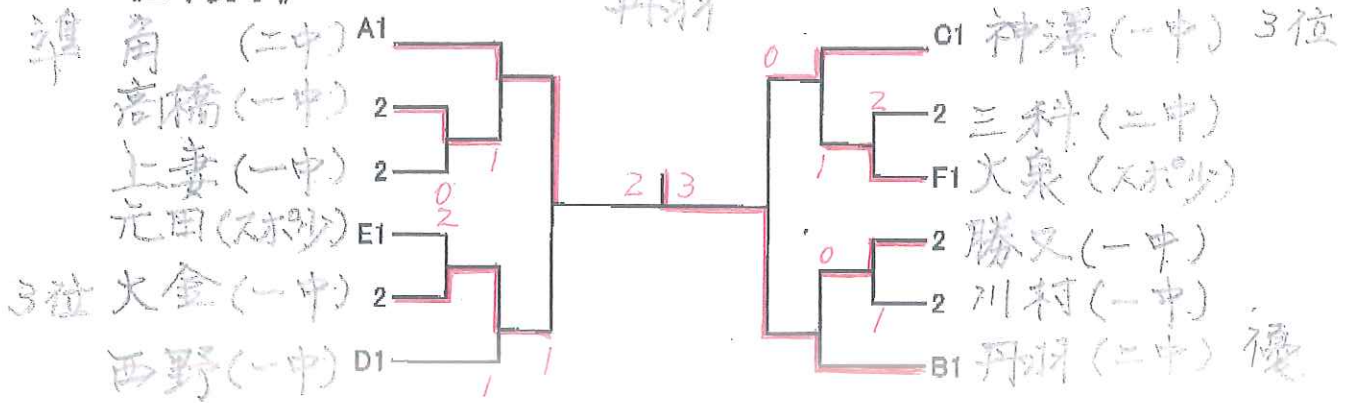 丹羽
準 角 (二中) A1
高橋 (一中) 2
上妻 (一中) 2
元田 (スポ少) E1
3位 大金 (一中) 2
西野 (一中) D1
C1 神澤 (一中) 3位
2 三科 (二中)
F1 大泉 (スポ少)
2 勝又 (一中)
2 川村 (一中)
B1 丹羽 (二中) 優
1
0
2
1
1
2 3
0
2
1
0
1